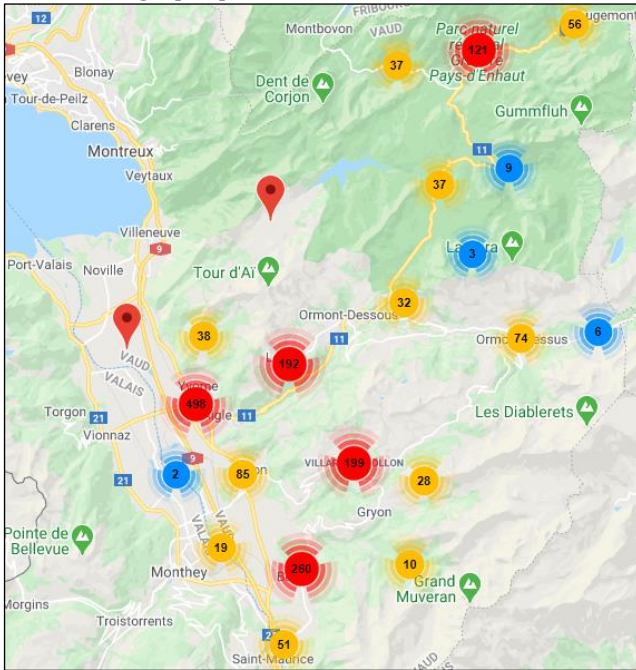 FRIBOURG
VAUD
12
Montbovon
56
Rougemont
Parc naturel
121
Pays-d'Enhaut
37
Blonay
Dent de
Corjon
La Tour-de-Peilz
Gummfluh
Clarens
Montreux
11
9
37
Veytaux
Villeneuve
9
3
Port-Valais
Noville
Tour d'Aï
32
Ormont-Dessous
6
38
11
74
VAUD
192
VALAIS
Torgon
498
21
11
Les Diablerets
Vionnaz
9
VILLARS
199
OLLON
2
85
21
28
Gryon
Pointe de
Bellevue
19
10
260
Monthey
Grand
Muveran
Morgins
Troistorrents
51
Saint-Maurice